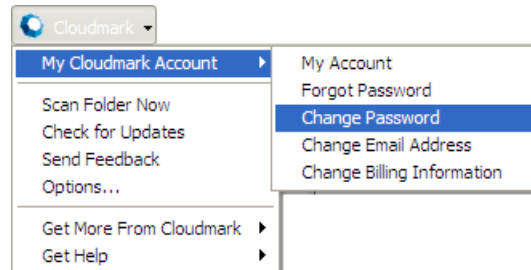 Cloudmark
My Cloudmark Account
Scan Folder Now
Check for Updates
Send Feedback
Options...
Get More From Cloudmark
Get Help
My Account
Forgot Password
Change Password
Change Email Address
Change Billing Information